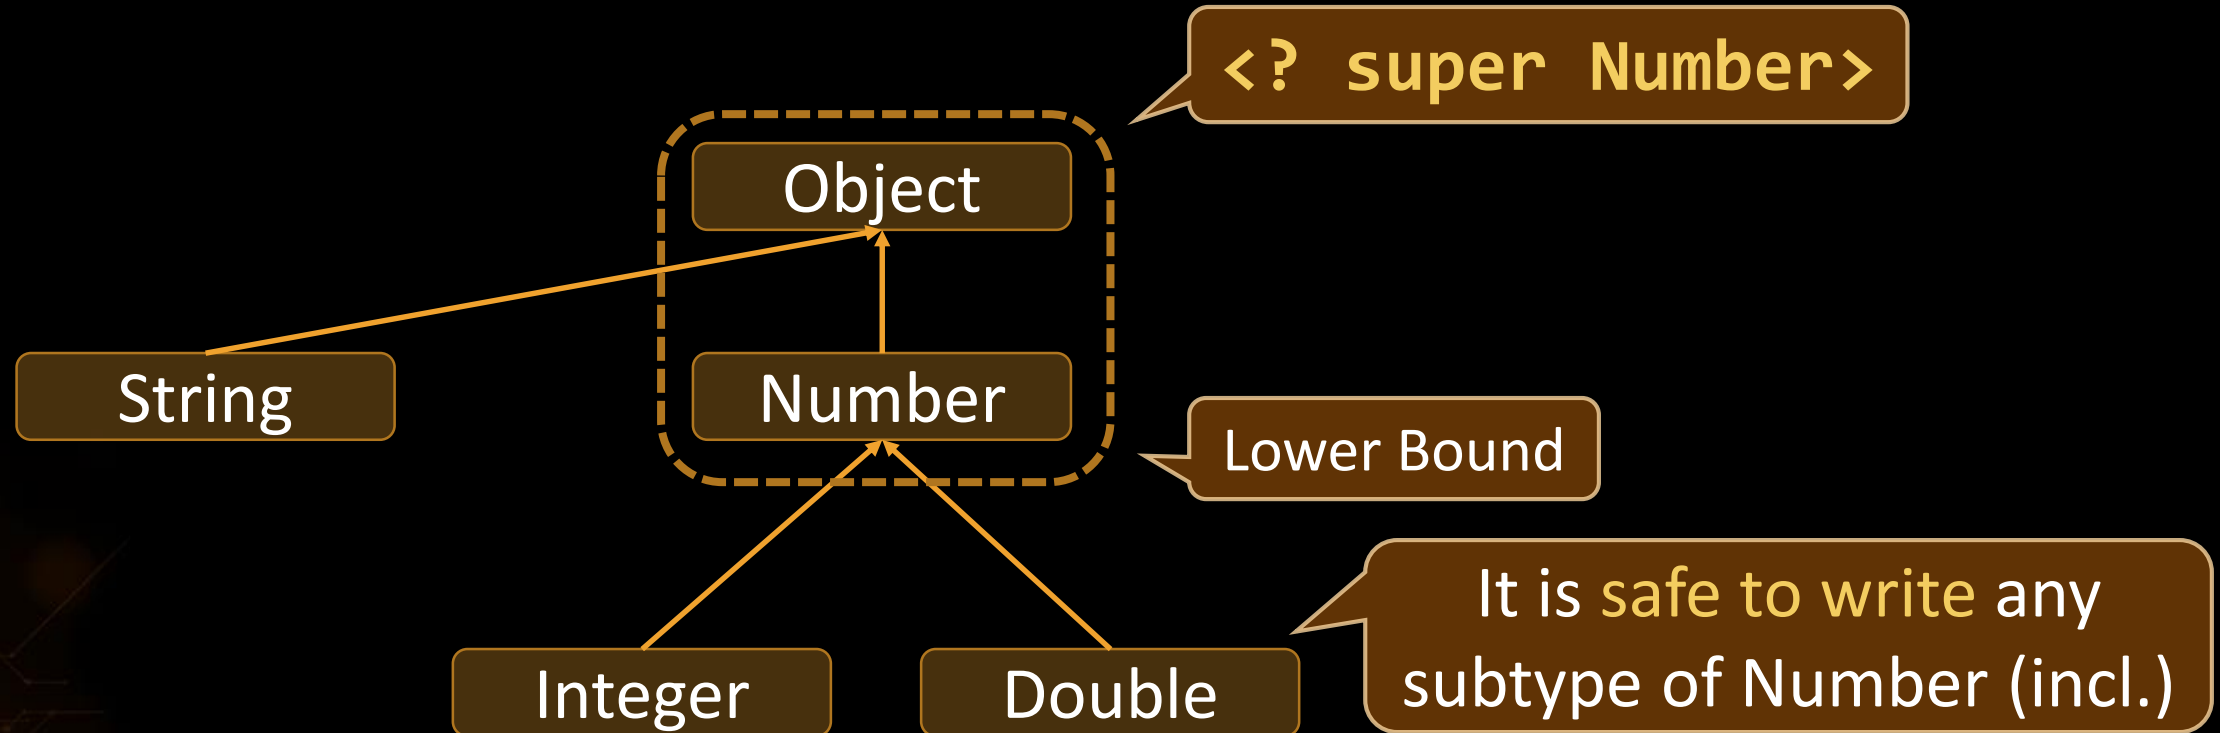 <? super Number>
Object
String
Number
Lower Bound
It is safe to write any
subtype of Number (incl.)
Integer
Double